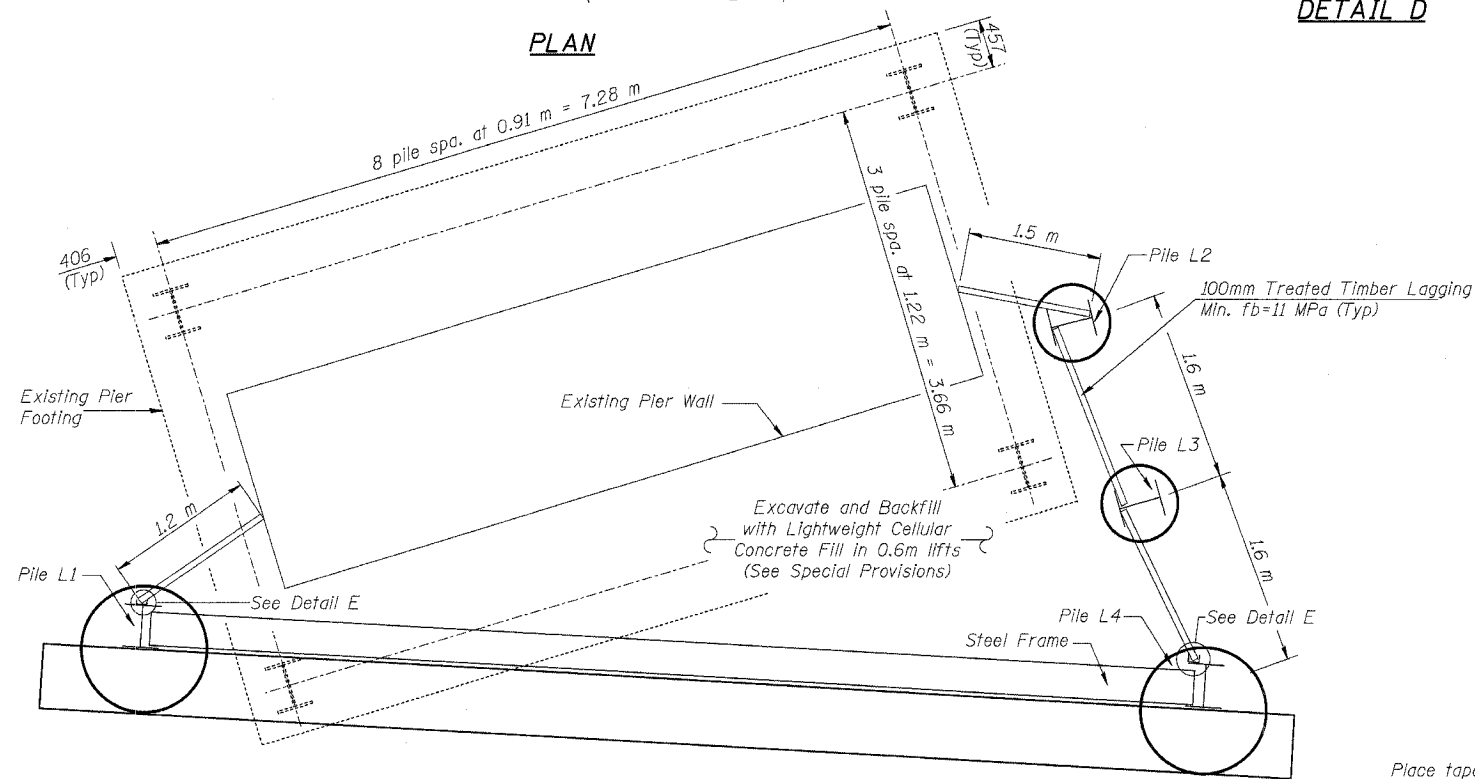 DETAIL D
PLAN
457
(Typ)
8 pile spa. at 0.91 m = 7.28 m
3 pile spa. at 1.22 m = 3.66 m
406
(Typ)
1.5 m
Pile L2
100mm Treated Timber Lagging
Min. fb=11 MPa (Typ)
1.6 m
Existing Pier
Footing
Existing Pier Wall
Pile L3
1.2 m
Excavate and Backfill
with Lightweight Cellular
Concrete Fill in 0.6m lifts
(See Special Provisions)
1.6 m
Pile L1
See Detail E
Pile L4
See Detail E
Steel Frame
Place tape